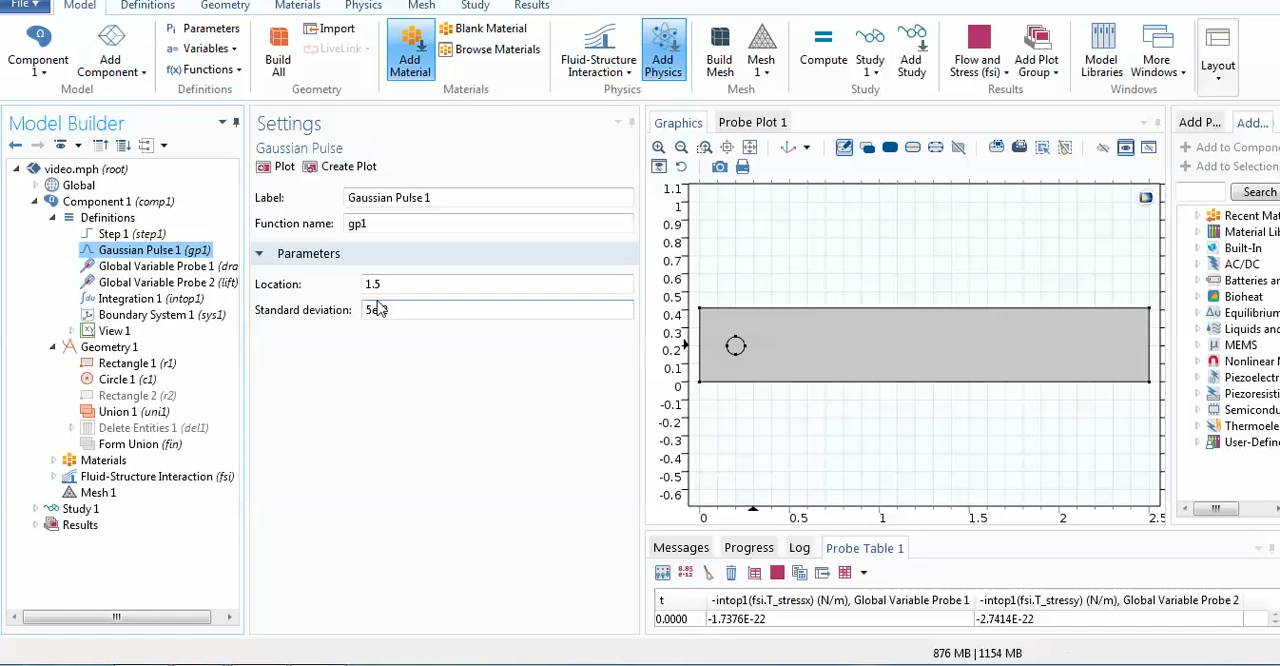 File
Model
Definitions
Geometry
Materials
Physics
Mesh
Study
Results
Component 1
Add Component
Pi Parameters
a= Variables
f(x) Functions
Model
Definitions
Build All
Import
LiveLink
Geometry
Add Material
Blank Material
Browse Materials
Materials
Fluid-Structure Interaction
Add Physics
Physics
Build Mesh
Mesh 1
Mesh
Compute
Study 1
Add Study
Study
Flow and Stress (fsi)
Add Plot Group
Results
Model Libraries
More Windows
Windows
Layout
Model Builder
video.mph (root)
Global
Component 1 (comp1)
Definitions
Step 1 (step1)
Gaussian Pulse 1 (gp1)
Global Variable Probe 1 (dra
Global Variable Probe 2 (lift)
Integration 1 (intop1)
Boundary System 1 (sys1)
View 1
Geometry 1
Rectangle 1 (r1)
Circle 1 (c1)
Rectangle 2 (r2)
Union 1 (uni1)
Delete Entities 1 (del1)
Form Union (fin)
Materials
Fluid-Structure Interaction (fsi)
Mesh 1
Study 1
Results
Settings
Gaussian Pulse
Plot
Create Plot
Label: Gaussian Pulse 1
Function name: gp1
Parameters
Location: 1.5
Standard deviation:
Graphics
Probe Plot 1
1.1
1
0.9
0.8
0.7
0.6
0.5
0.4
0.3
0.2
0.1
0
-0.1
-0.2
-0.3
-0.4
-0.5
-0.6
0
0.5
1
1.5
2
2.5
Messages
Progress
Log
Probe Table 1
8.85
e-12
t
-intop1(fsi.T_stressx) (N/m), Global Variable Probe 1
-intop1(fsi.T_stressy) (N/m), Global Variable Probe 2
0.0000
-1.7376E-22
-2.7414E-22
Add P...
Add...
Add to Compone
Add to Selection
Search
Recent Ma
Material Lib
Built-In
AC/DC
Batteries an
Bioheat
Equilibrium
Liquids and
MEMS
Nonlinear M
Piezoelectr
Piezoresisti
Semicondu
Thermoele
User-Define
876 MB | 1154 MB